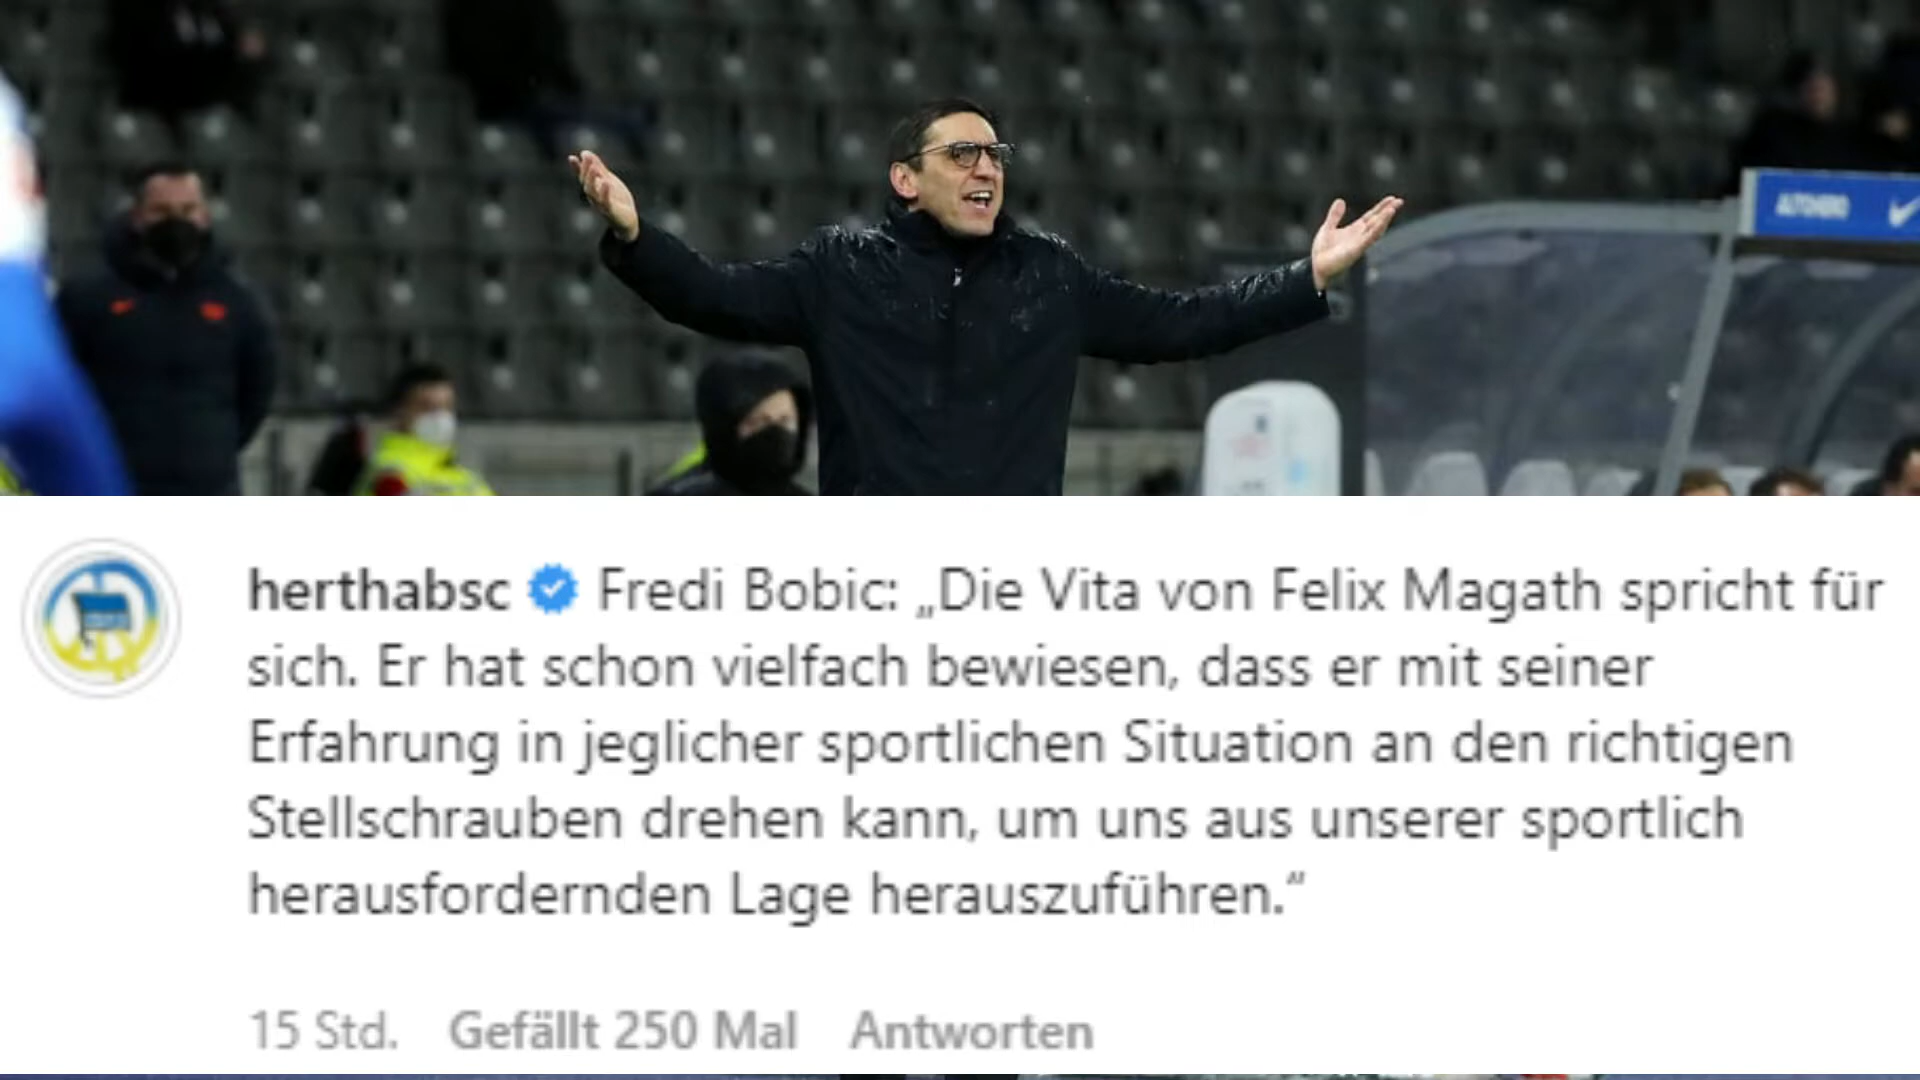 AUTOHERO
herthabsc Fredi Bobic: „Die Vita von Felix Magath spricht für
sich. Er hat schon vielfach bewiesen, dass er mit seiner
Erfahrung in jeglicher sportlichen Situation an den richtigen
Stellschrauben drehen kann, um uns aus unserer sportlich
herausfordernden Lage herauszuführen.“
15 Std. Gefällt 250 Mal Antworten